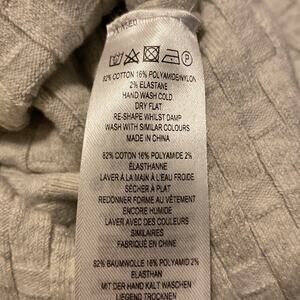 82% COTTON 16% POLYAMIDE/NYLON
2% ELASTANE
HAND WASH COLD
DRY FLAT
RE-SHAPE WHILST DAMP
WASH WITH SIMILAR COLOURS
MADE IN CHINA
82% COTON 16% POLYAMIDE 2%
ÉLASTHANNE
LAVER À LA MAIN À L'EAU FROIDE
SÉCHER À PLAT
REDONNER FORME AU VÊTEMENT
ENCORE HUMIDE
LAVER AVEC DES COULEURS
SIMILAIRES
FABRIQUÉ EN CHINE
82% BAUMWOLLE 16% POLYAMID 2%
ELASTHAN
MIT DER HAND KALT WASCHEN
LIEGEND TROCKNEN